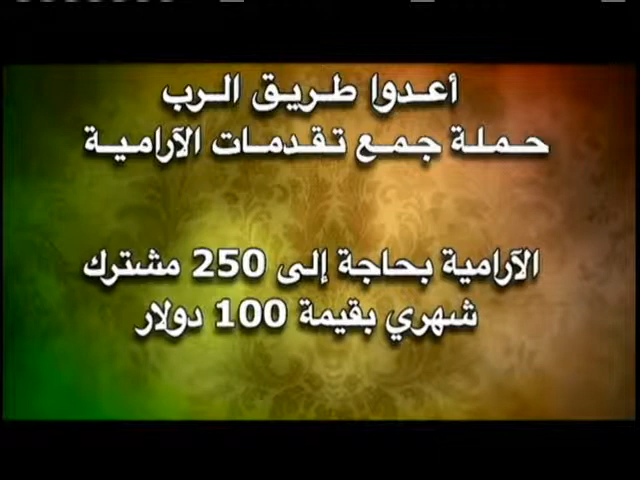 أعدوا طريق الرب
حملة جمع تقدمات الآرامية
الآرامية بحاجة إلى 250 مشترك
شهري بقيمة 100 دولار